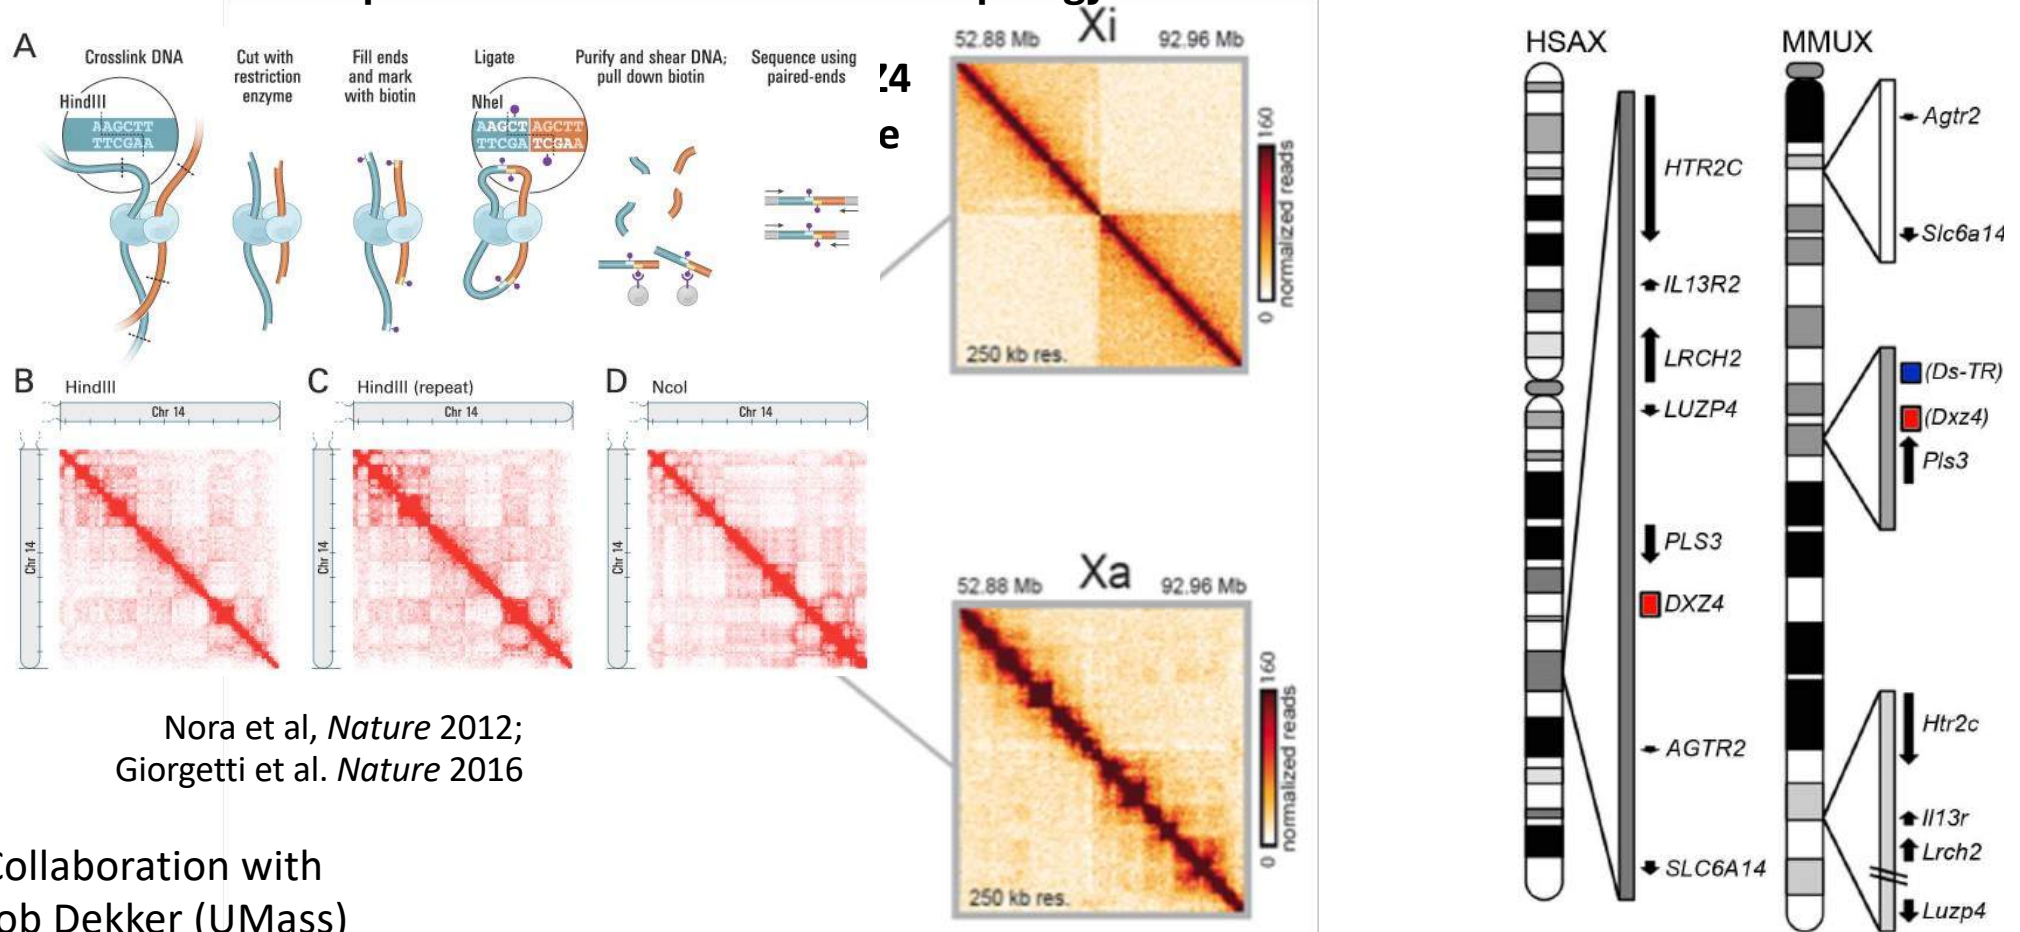 A
Crosslink DNA
HindIII
AAGCTT
TTCGAA
Cut with
restriction
enzyme
Fill ends
and mark
with biotin
Ligate
NheI
AAGCT AGCTT
TTCGA TCGAA
Purify and shear DNA;
pull down biotin
Sequence using
paired-ends
Z4
e
B HindIII
Chr 14
Chr 14
C HindIII (repeat)
Chr 14
Chr 14
D NcoI
Chr 14
Chr 14
Nora et al, Nature 2012;
Giorgetti et al. Nature 2016
Collaboration with
Job Dekker (UMass)
Xi
52.88 Mb 92.96 Mb
250 kb res.
0 160
normalized reads
Xa
52.88 Mb 92.96 Mb
250 kb res.
0 160
normalized reads
HSAX
HTR2C
IL13R2
LRCH2
LUZP4
PLS3
DXZ4
AGTR2
SLC6A14
MMUX
Agtr2
Slc6a14
(Ds-TR)
(Dxz4)
Pls3
Htr2c
Il13r
Lrch2
Luzp4